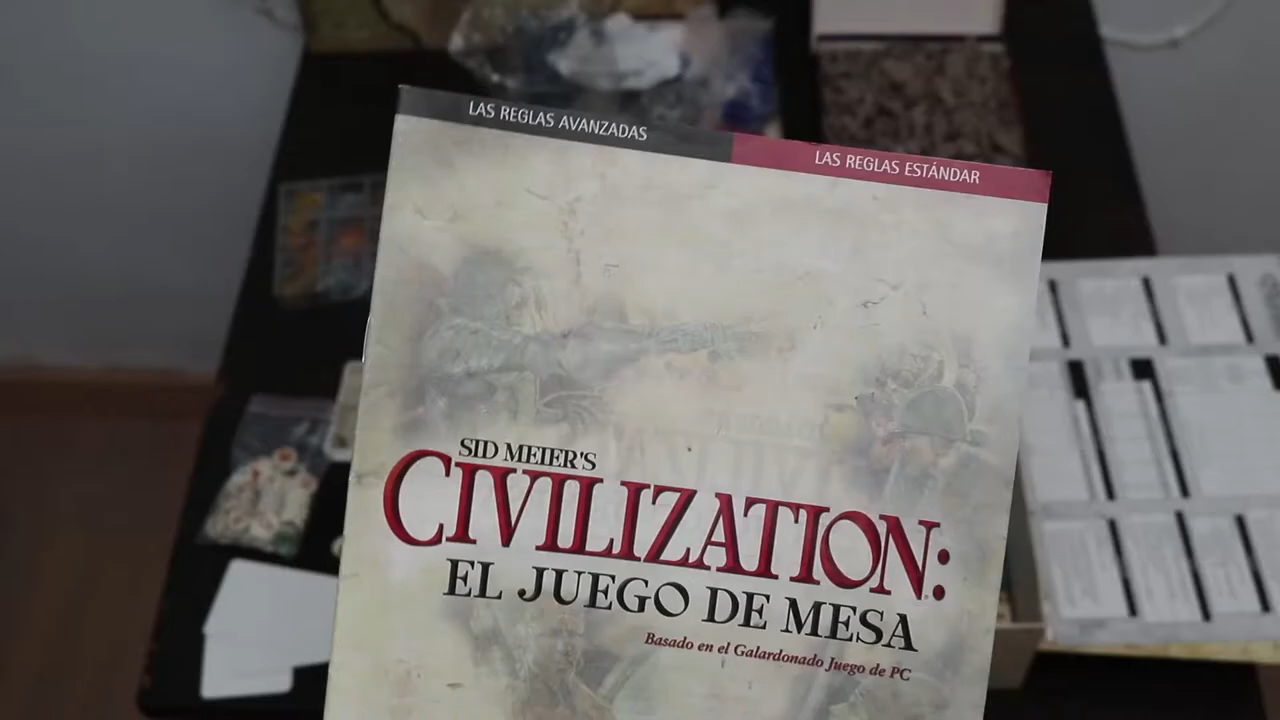 LAS REGLAS AVANZADAS
LAS REGLAS ESTÁNDAR
SID MEIER'S
CIVILIZATION:
EL JUEGO DE MESA
Basado en el Galardonado Juego de PC